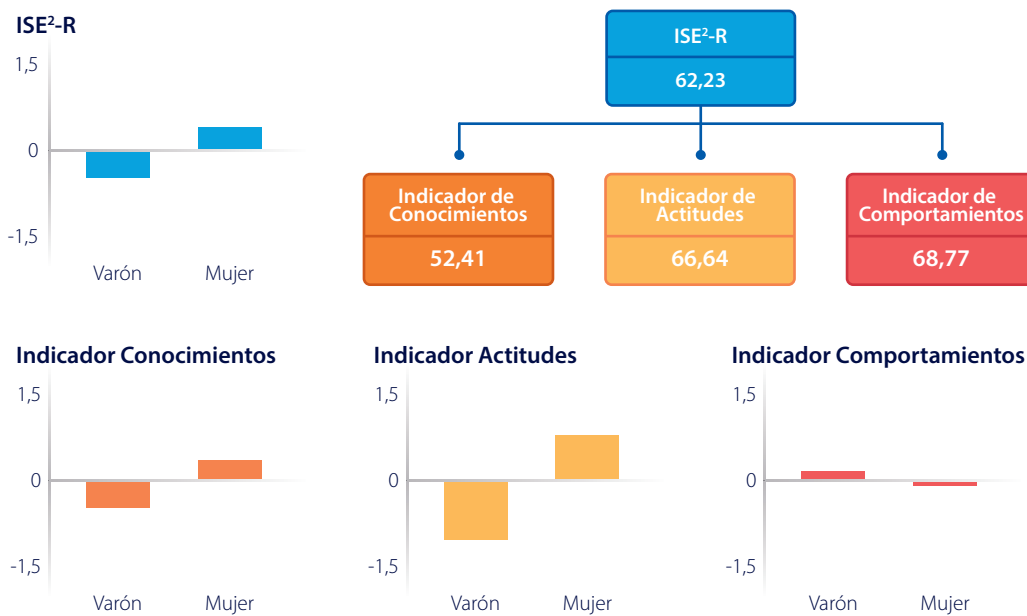 ISE²-R
1,5
0
-1,5
Varón Mujer
ISE²-R
62,23
Indicador de
Conocimientos
52,41
Indicador de
Actitudes
66,64
Indicador de
Comportamientos
68,77
Indicador Conocimientos
1,5
0
-1,5
Varón Mujer
Indicador Actitudes
1,5
0
-1,5
Varón Mujer
Indicador Comportamientos
1,5
0
-1,5
Varón Mujer